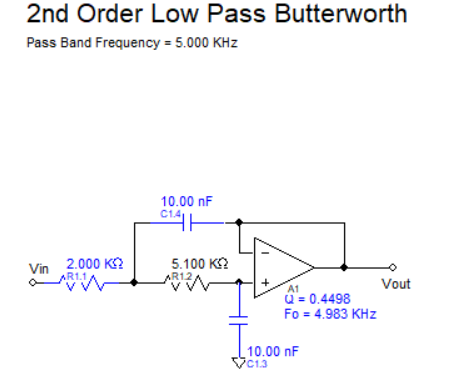 2nd Order Low Pass Butterworth
Pass Band Frequency = 5.000 KHz
10.00 nF
C1.4
Vin
2.000 KΩ
R1.1
5.100 KΩ
R1.2
-
+
A1
Q = 0.4498
Fo = 4.983 KHz
Vout
10.00 nF
C1.3